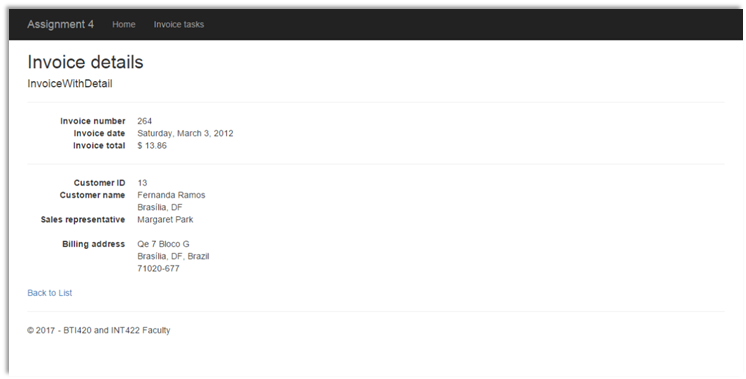 Assignment 4 Home Invoice tasks
Invoice details
InvoiceWithDetail
Invoice number 264
Invoice date Saturday, March 3, 2012
Invoice total $ 13.86
Customer ID 13
Customer name Fernanda Ramos
Brasília, DF
Sales representative Margaret Park
Billing address Qe 7 Bloco G
Brasília, DF, Brazil
71020-677
Back to List
© 2017 - BTI420 and INT422 Faculty